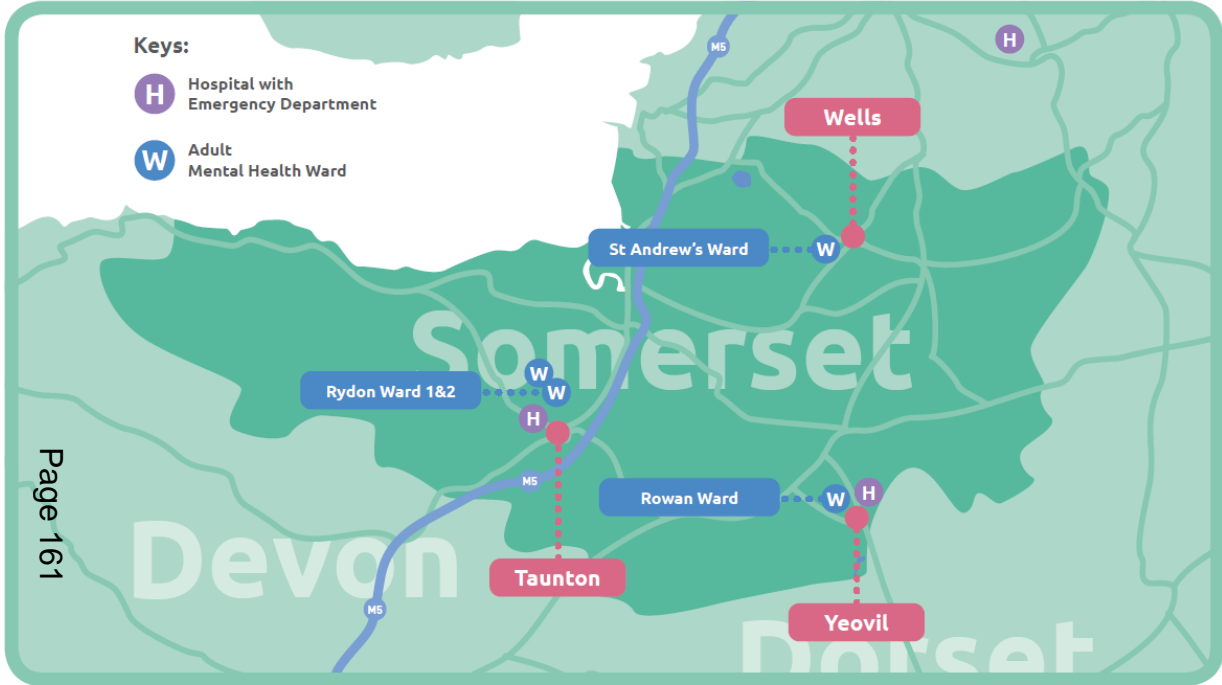 Keys:
H
Hospital with
Emergency Department
W
Adult
Mental Health Ward
M5
H
Wells
St Andrew's Ward
W
Somerset
W
Rydon Ward 1&2
W
H
M5
Rowan Ward
W
H
Page 161
Devon
Taunton
M5
Yeovil
Dorset